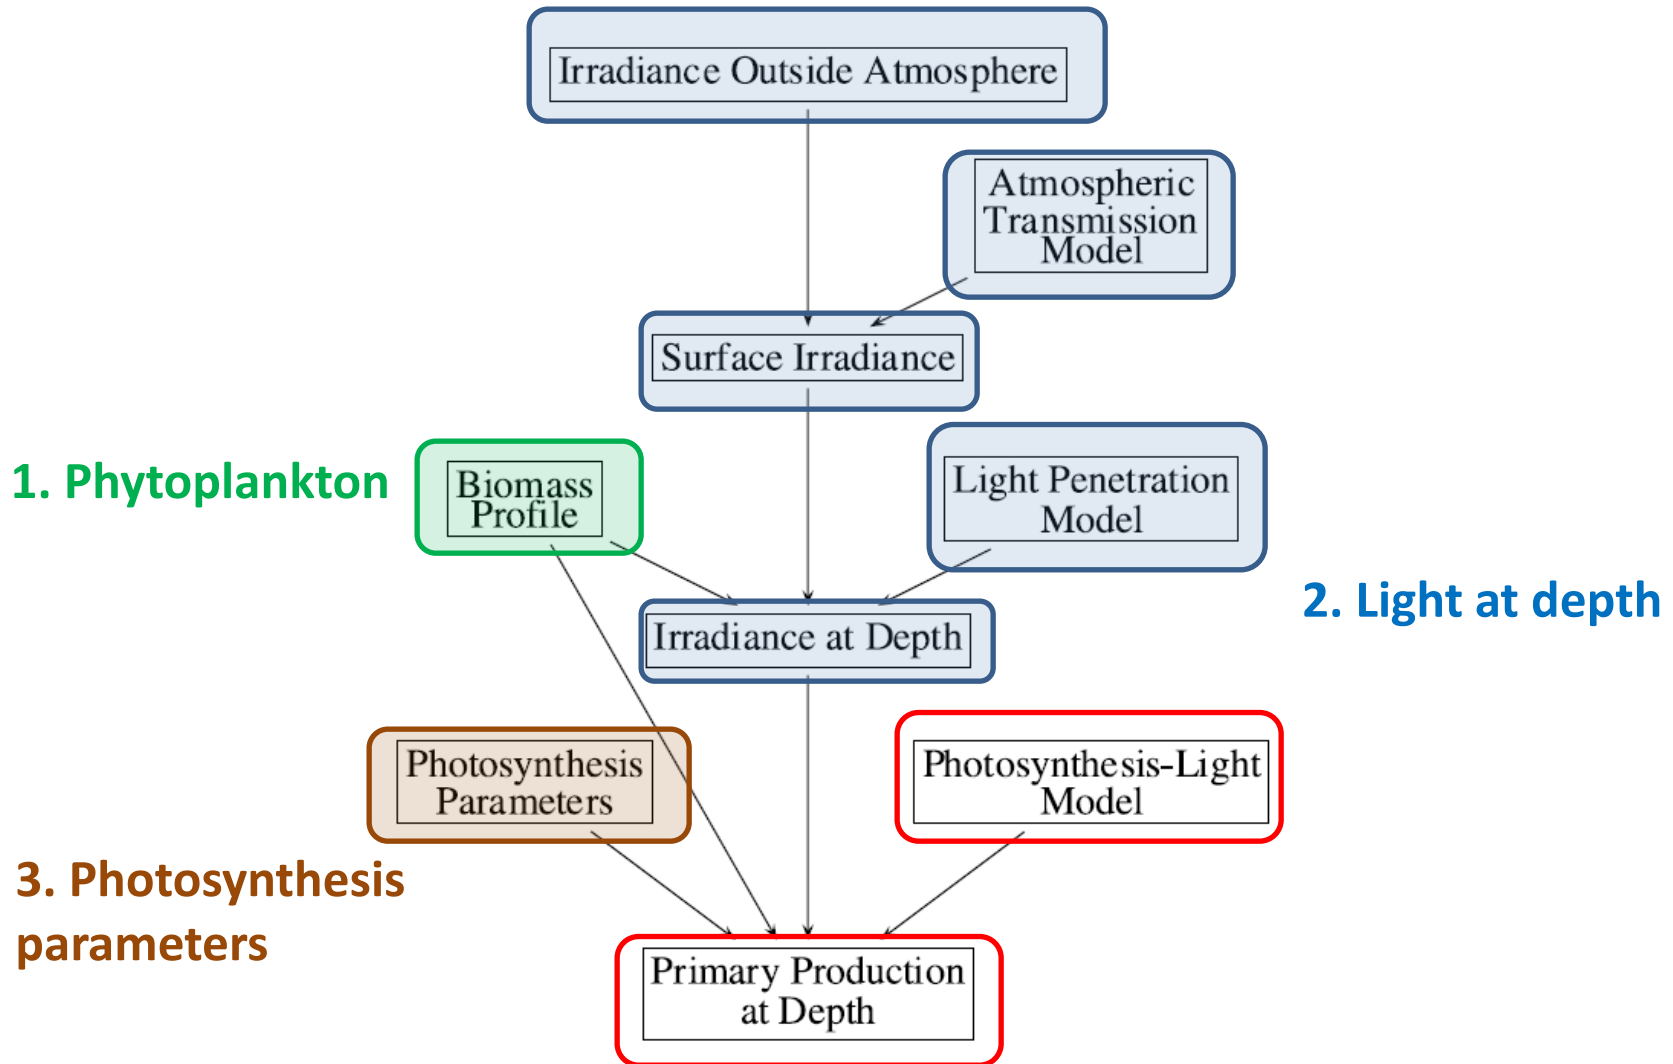 Irradiance Outside Atmosphere
Atmospheric
Transmission
Model
Surface Irradiance
1. Phytoplankton
Biomass
Profile
Light Penetration
Model
2. Light at depth
Irradiance at Depth
Photosynthesis
Parameters
Photosynthesis-Light
Model
3. Photosynthesis
parameters
Primary Production
at Depth